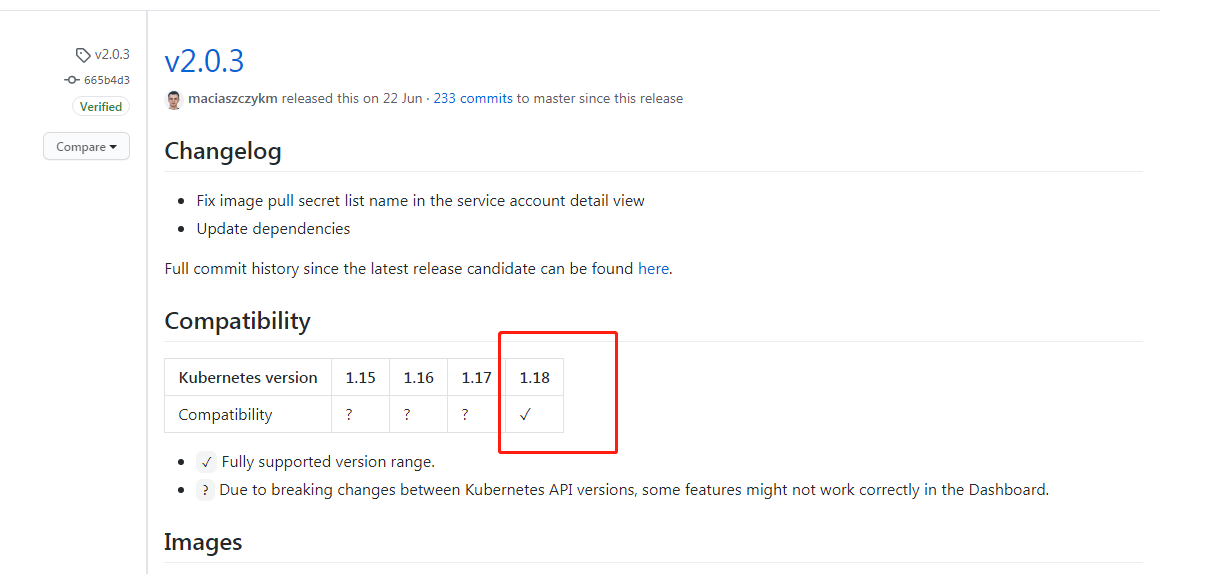 v2.0.3
665b4d3
Verified
Compare
v2.0.3
maciaszczykm released this on 22 Jun · 233 commits to master since this release
Changelog
• Fix image pull secret list name in the service account detail view
• Update dependencies
Full commit history since the latest release candidate can be found here.
Compatibility
Kubernetes version 1.15 1.16 1.17 1.18
Compatibility ? ? ? ✓
• ✓ Fully supported version range.
• ? Due to breaking changes between Kubernetes API versions, some features might not work correctly in the Dashboard.
Images